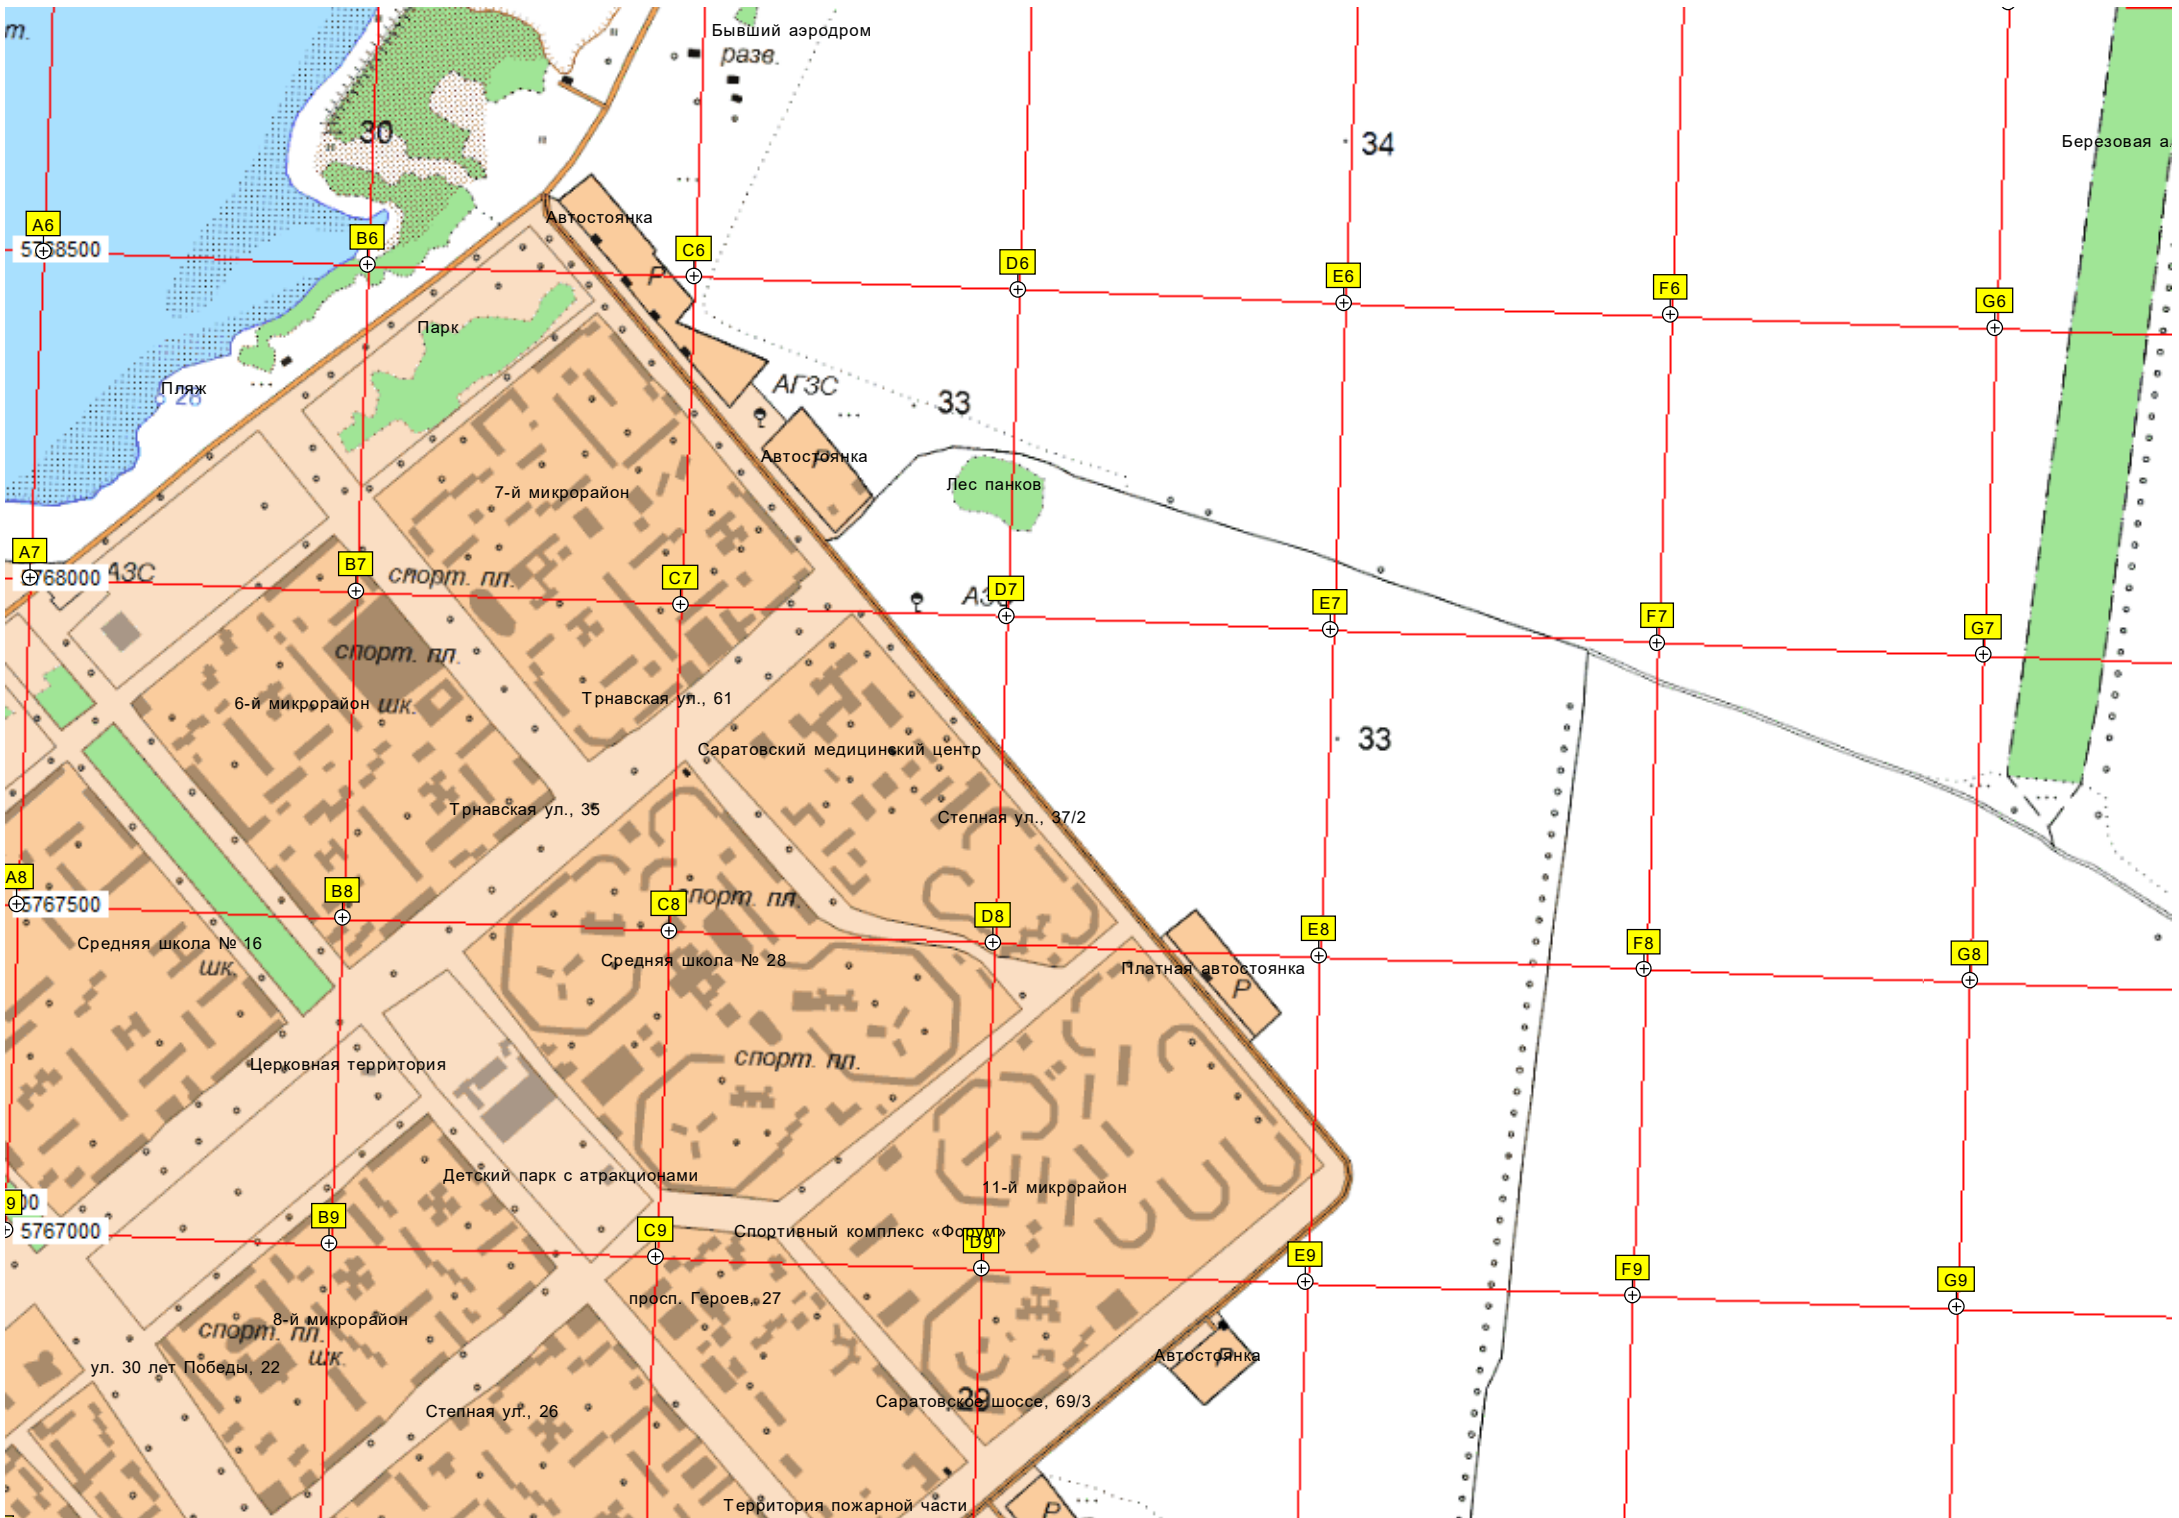 т.
Бывший аэродром
разв.
30
34
Березовая а
Автостоянка
A6
B6
C6
D6
E6
F6
G6
5768500
P
Парк
АГЗС
Пляж
33
Автостоянка
P
Лес панков
7-й микрорайон
A7
B7
C7
D7
E7
F7
G7
768000
АЗС
спорт. пл.
АЗС
спорт. пл.
6-й микрорайон
шк.
Трнавская ул., 61
33
Саратовский медицинский центр
Трнавская ул., 35
Степная ул., 37/2
A8
B8
C8
D8
E8
F8
G8
5767500
спорт. пл.
Средняя школа № 16
шк.
Средняя школа № 28
Платная автостоянка
P
Церковная территория
спорт. пл.
Детский парк с атракционами
11-й микрорайон
9
00
B9
C9
D9
E9
F9
G9
5767000
Спортивный комплекс «Форум»
просп. Героев, 27
8-й микрорайон
спорт. пл.
шк.
Автостоянка
P
ул. 30 лет Победы, 22
29
Саратовское шоссе, 69/3
Степная ул., 26
Территория пожарной части
P